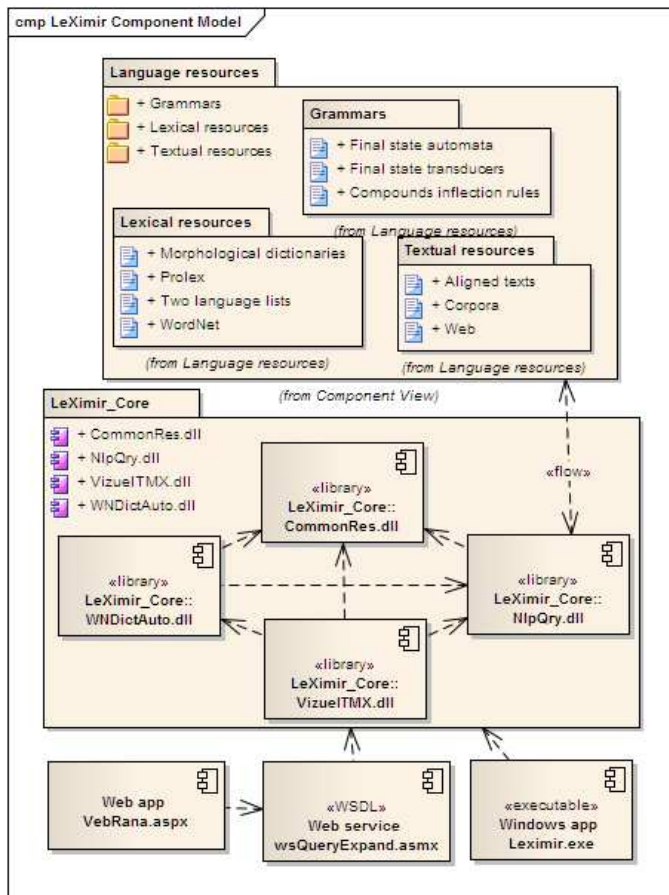 cmp LeXimir Component Model
Language resources
+ Grammars
+ Lexical resources
+ Textual resources
Grammars
+ Final state automata
+ Final state transducers
+ Compounds inflection rules
(from Language resources)
Lexical resources
+ Morphological dictionaries
+ Prolex
+ Two language lists
+ WordNet
(from Language resources)
Textual resources
+ Aligned texts
+ Corpora
+ Web
(from Language resources)
(from Component View)
LeXimir_Core
+ CommonRes.dll
+ NlpQry.dll
+ VizuelTMX.dll
+ WNDictAuto.dll
«flow»
«library»
LeXimir_Core::
CommonRes.dll
«library»
LeXimir_Core::
WNDictAuto.dll
«library»
LeXimir_Core::
NlpQry.dll
«library»
LeXimir_Core::
VizuelTMX.dll
Web app
VebRana.aspx
«WSDL»
Web service
wsQueryExpand.asmx
«executable»
Windows app
Leximir.exe